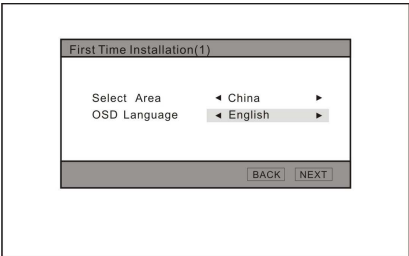 First Time Installation(1)
Select Area ◄ China ►
OSD Language ◄ English ►
BACK NEXT